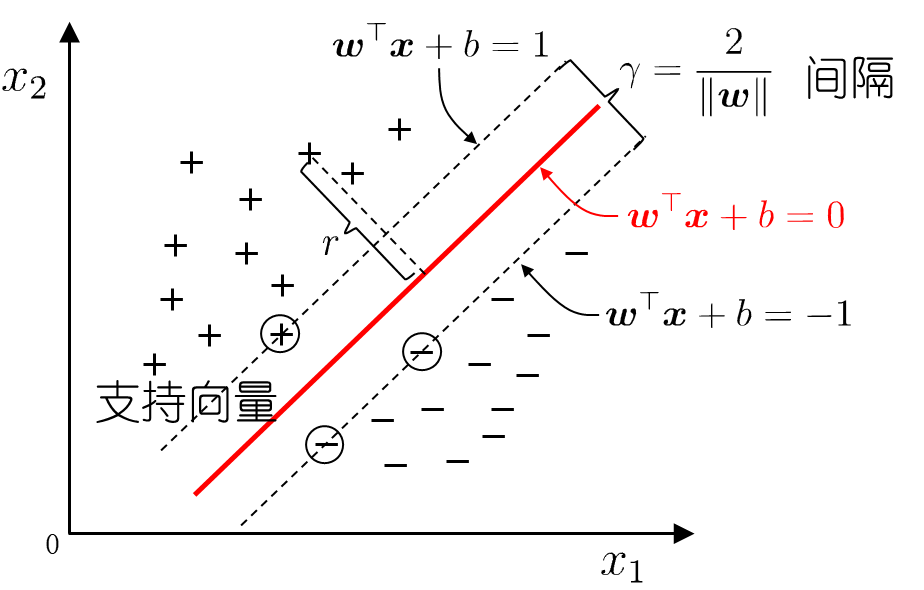 𝒘⊤𝒙 + b = 1
γ = 2/‖𝒘‖ 间隔
x₂
𝒘⊤𝒙 + b = 0
r
𝒘⊤𝒙 + b = −1
支持向量
0
x₁